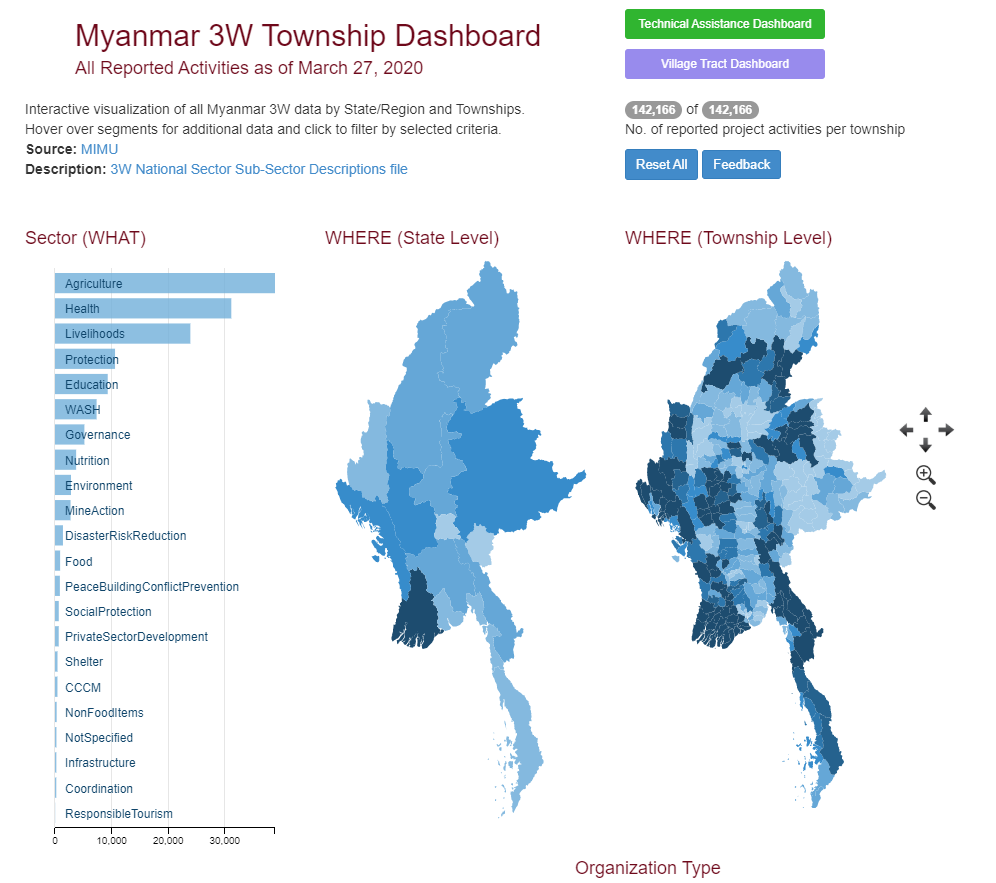 Myanmar 3W Township Dashboard
All Reported Activities as of March 27, 2020
Technical Assistance Dashboard
Village Tract Dashboard
Interactive visualization of all Myanmar 3W data by State/Region and Townships.
Hover over segments for additional data and click to filter by selected criteria.
Source: MIMU
Description: 3W National Sector Sub-Sector Descriptions file
142,166 of 142,166
No. of reported project activities per township
Reset All Feedback
Sector (WHAT)
Agriculture
Health
Livelihoods
Protection
Education
WASH
Governance
Nutrition
Environment
MineAction
DisasterRiskReduction
Food
PeaceBuildingConflictPrevention
SocialProtection
PrivateSectorDevelopment
Shelter
CCCM
NonFoodItems
NotSpecified
Infrastructure
Coordination
ResponsibleTourism
0 10,000 20,000 30,000
WHERE (State Level)
WHERE (Township Level)
Organization Type